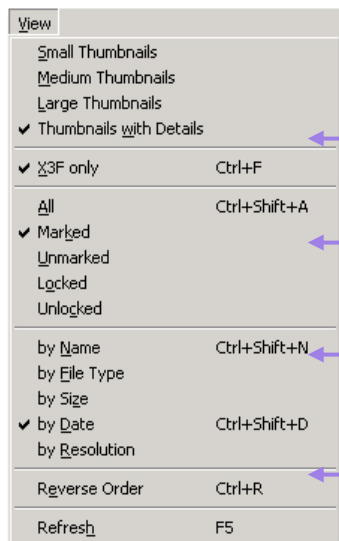 View
Small Thumbnails
Medium Thumbnails
Large Thumbnails
✓ Thumbnails with Details
✓ X3F only Ctrl+F
All Ctrl+Shift+A
✓ Marked
Unmarked
Locked
Unlocked
by Name Ctrl+Shift+N
by File Type
by Size
✓ by Date Ctrl+Shift+D
by Resolution
Reverse Order Ctrl+R
Refresh F5